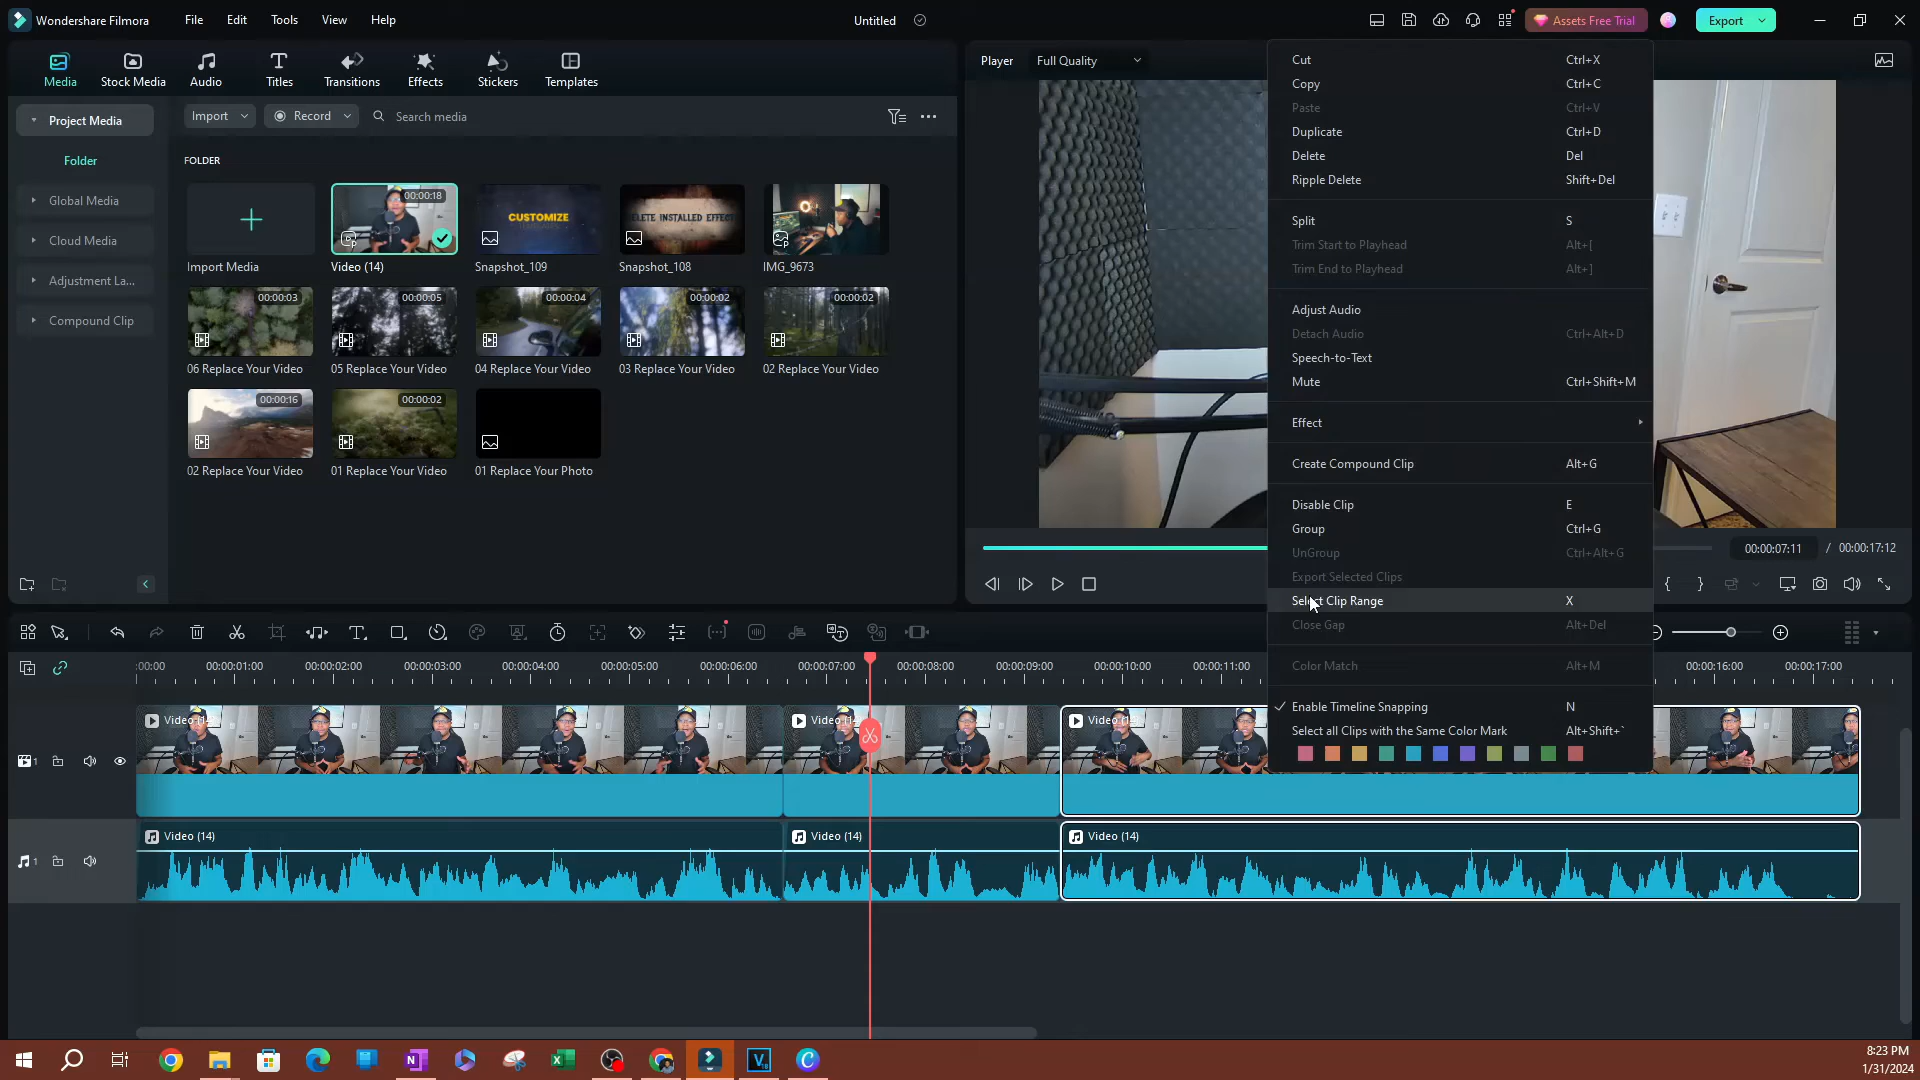 Wondershare Filmora
File
Edit
Tools
View
Help
Untitled
Assets Free Trial
Export
Media
Stock Media
Audio
Titles
Transitions
Effects
Stickers
Templates
Player
Full Quality
Project Media
Folder
Global Media
Cloud Media
Adjustment La...
Compound Clip
Import
Record
Search media
FOLDER
Import Media
00:00:18
Video (14)
CUSTOMIZE
Snapshot_109
Snapshot_108
IMG_9673
00:00:03
06 Replace Your Video
00:00:05
05 Replace Your Video
00:00:04
04 Replace Your Video
00:00:02
03 Replace Your Video
00:00:02
02 Replace Your Video
00:00:16
02 Replace Your Video
00:00:02
01 Replace Your Video
01 Replace Your Photo
Cut Ctrl+X
Copy Ctrl+C
Paste Ctrl+V
Duplicate Ctrl+D
Delete Del
Ripple Delete Shift+Del
Split S
Trim Start to Playhead Alt+[
Trim End to Playhead Alt+]
Adjust Audio
Detach Audio Ctrl+Alt+D
Speech-to-Text
Mute Ctrl+Shift+M
Effect
Create Compound Clip Alt+G
Disable Clip E
Group Ctrl+G
UnGroup Ctrl+Alt+G
Export Selected Clips
Select Clip Range X
Close Gap Alt+Del
Color Match Alt+M
Enable Timeline Snapping N
Select all Clips with the Same Color Mark Alt+Shift+`
00:00:07:11 / 00:00:17:12
:00:00 00:00:01:00 00:00:02:00 00:00:03:00 00:00:04:00 00:00:05:00 00:00:06:00 00:00:07:00 00:00:08:00 00:00:09:00 00:00:10:00 00:00:11:00 00:00:16:00 00:00:17:00
1
1
Video (14)
Video (14)
Video (14)
8:23 PM
1/31/2024